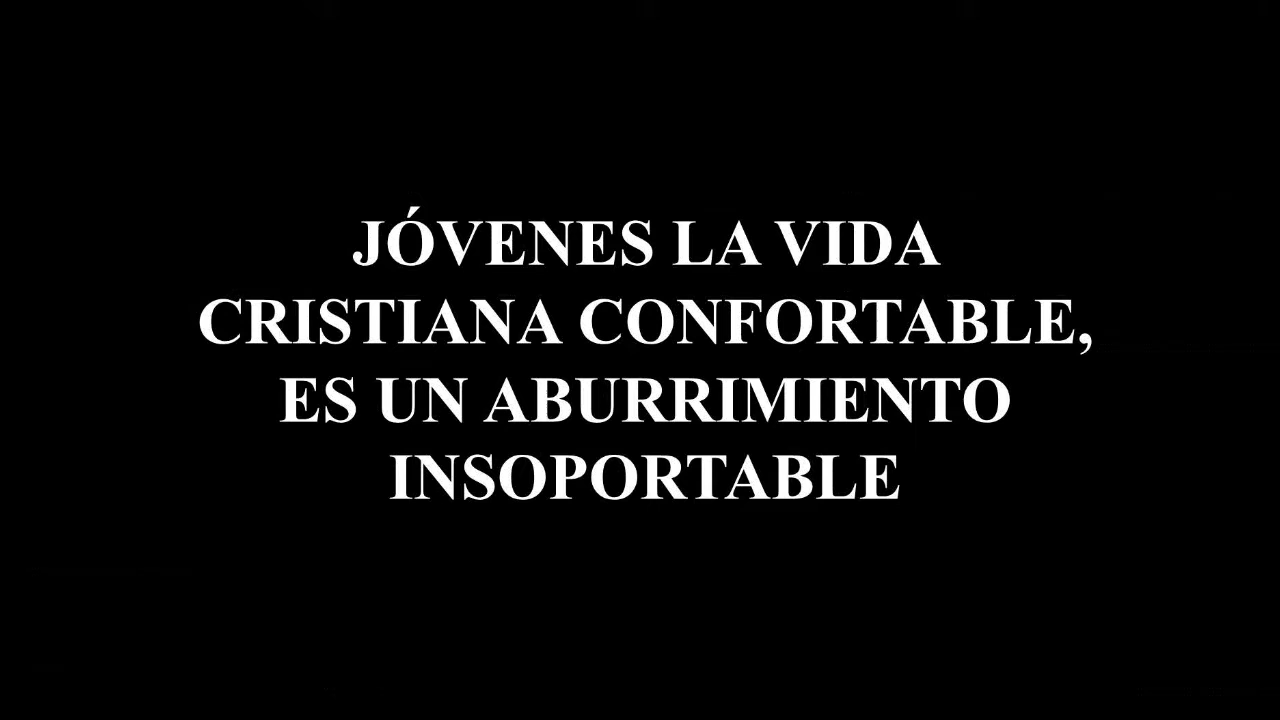 JÓVENES LA VIDA
CRISTIANA CONFORTABLE,
ES UN ABURRIMIENTO
INSOPORTABLE